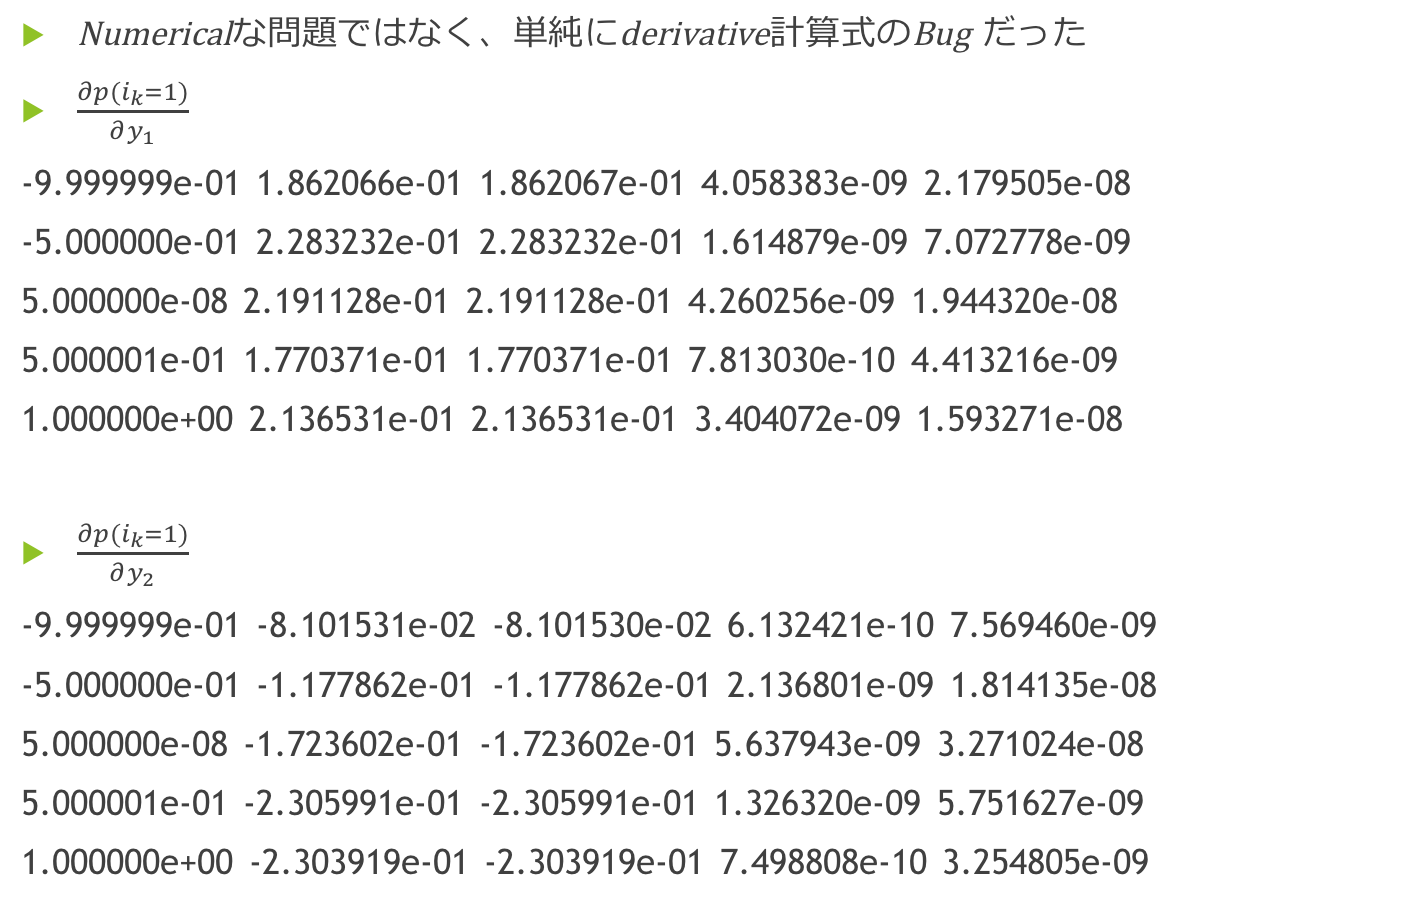 ▶ Numericalな問題ではなく、単純にderivative計算式のBug だった
▶ ∂p(iₖ=1)
∂y₁
-9.999999e-01 1.862066e-01 1.862067e-01 4.058383e-09 2.179505e-08
-5.000000e-01 2.283232e-01 2.283232e-01 1.614879e-09 7.072778e-09
5.000000e-08 2.191128e-01 2.191128e-01 4.260256e-09 1.944320e-08
5.000001e-01 1.770371e-01 1.770371e-01 7.813030e-10 4.413216e-09
1.000000e+00 2.136531e-01 2.136531e-01 3.404072e-09 1.593271e-08
▶ ∂p(iₖ=1)
∂y₂
-9.999999e-01 -8.101531e-02 -8.101530e-02 6.132421e-10 7.569460e-09
-5.000000e-01 -1.177862e-01 -1.177862e-01 2.136801e-09 1.814135e-08
5.000000e-08 -1.723602e-01 -1.723602e-01 5.637943e-09 3.271024e-08
5.000001e-01 -2.305991e-01 -2.305991e-01 1.326320e-09 5.751627e-09
1.000000e+00 -2.303919e-01 -2.303919e-01 7.498808e-10 3.254805e-09